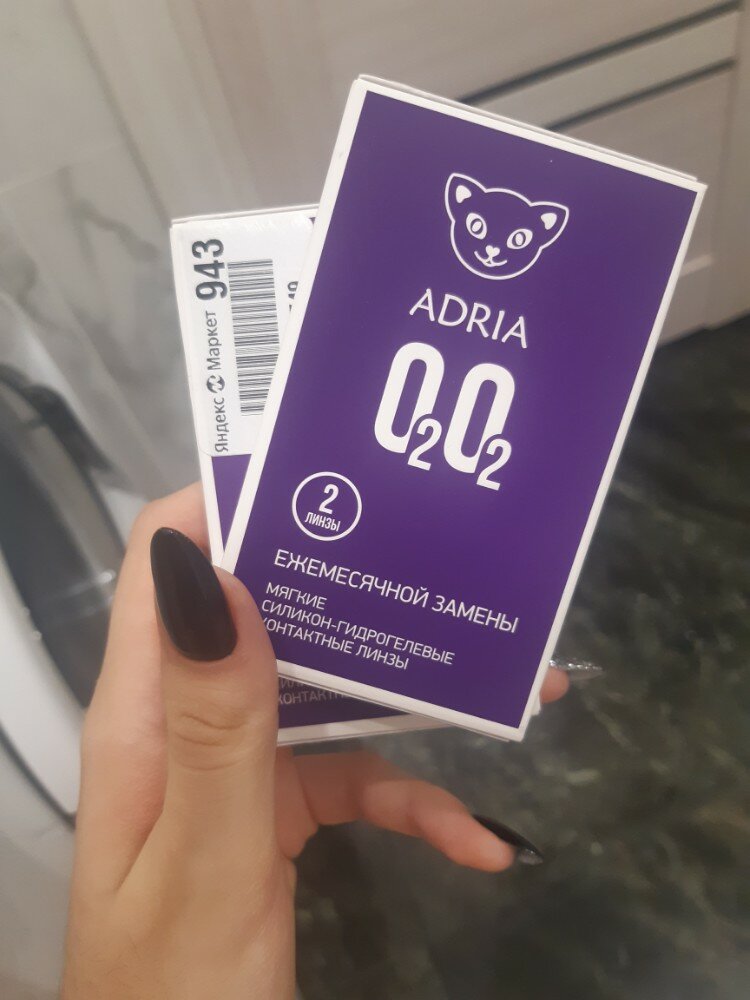 ADRIA
O2O2
2
ЛИНЗЫ
ЕЖЕМЕСЯЧНОЙ ЗАМЕНЫ
МЯГКИЕ
СИЛИКОН-ГИДРОГЕЛЕВЫЕ
КОНТАКТНЫЕ ЛИНЗЫ
Яндекс Маркет 943